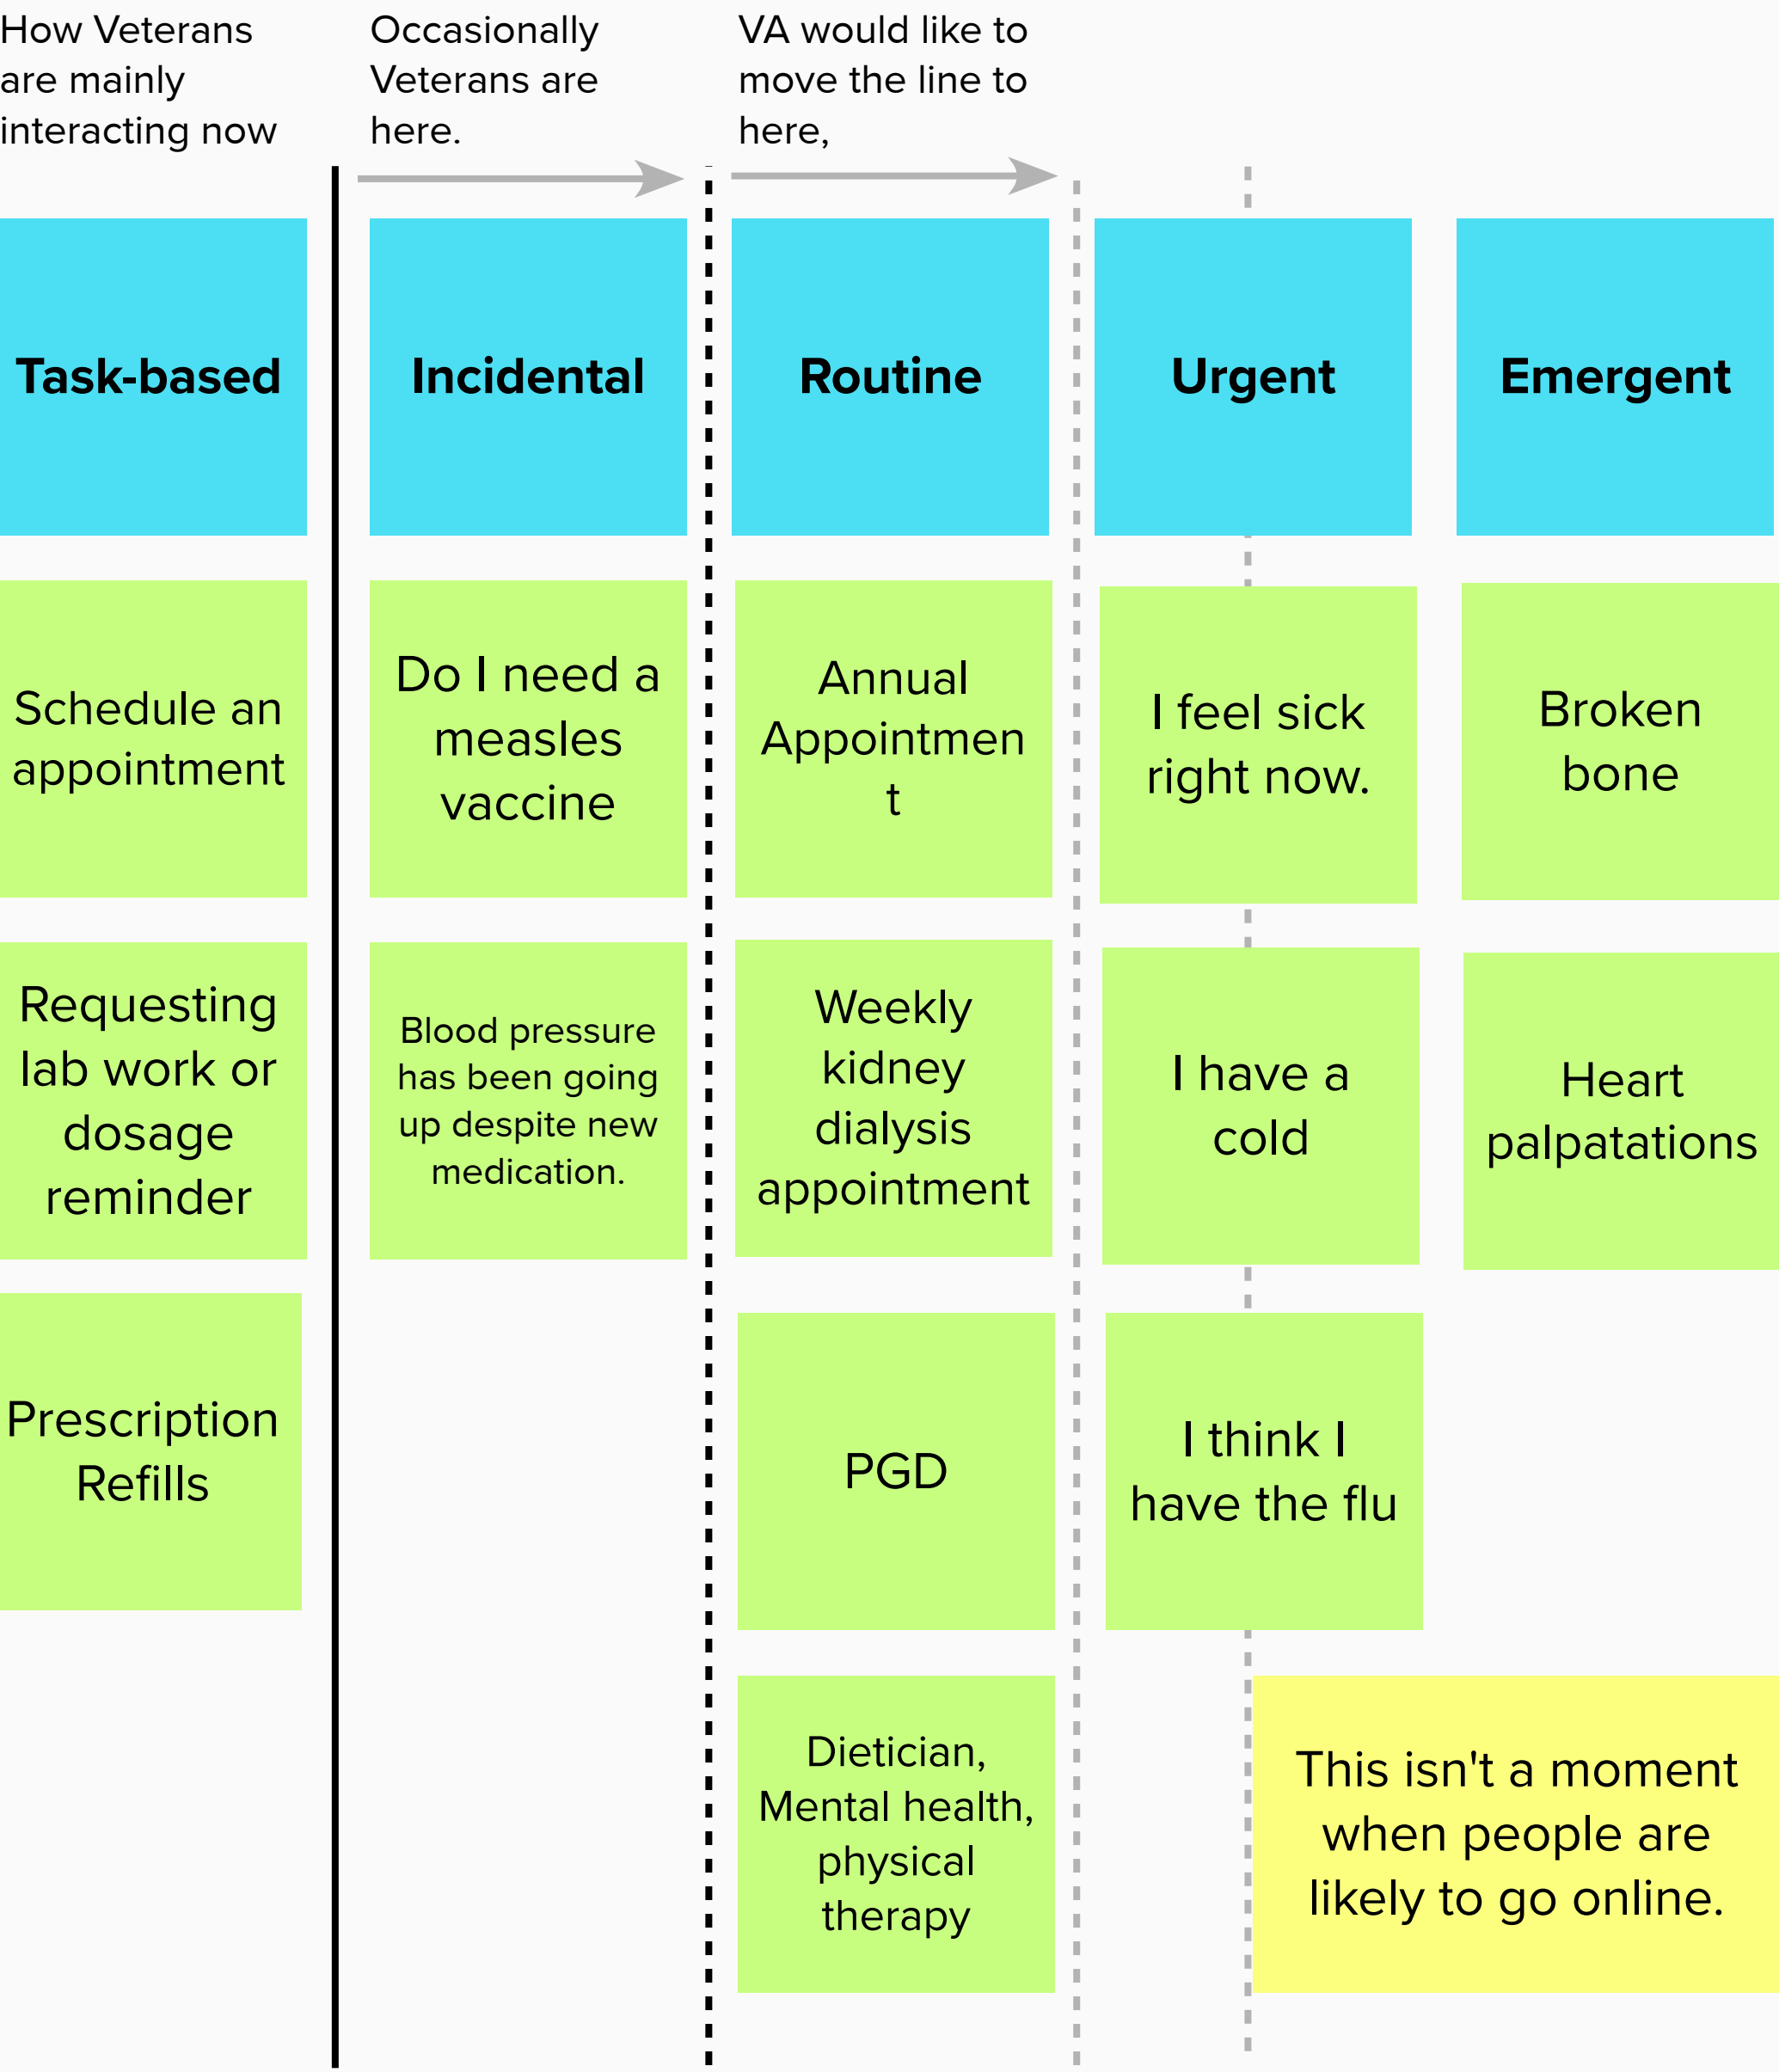 How Veterans
are mainly
interacting now
Occasionally
Veterans are
here.
VA would like to
move the line to
here,
Task-based
Incidental
Routine
Urgent
Emergent
Schedule an
appointment
Do I need a
measles
vaccine
Annual
Appointmen
t
I feel sick
right now.
Broken
bone
Requesting
lab work or
dosage
reminder
Blood pressure
has been going
up despite new
medication.
Weekly
kidney
dialysis
appointment
I have a
cold
Heart
palpatations
Prescription
Refills
PGD
I think I
have the flu
Dietician,
Mental health,
physical
therapy
This isn't a moment
when people are
likely to go online.